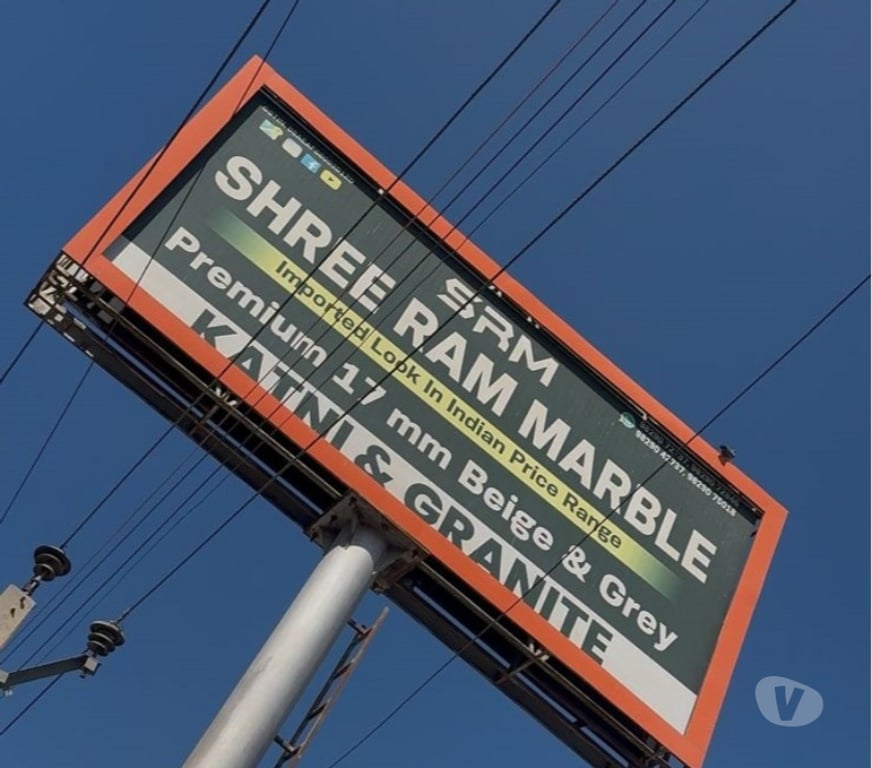 SRM
SHREE RAM MARBLE
Imported Look In Indian Price Range
Premium 17 mm Beige & Grey
KATNI & GRANITE
V